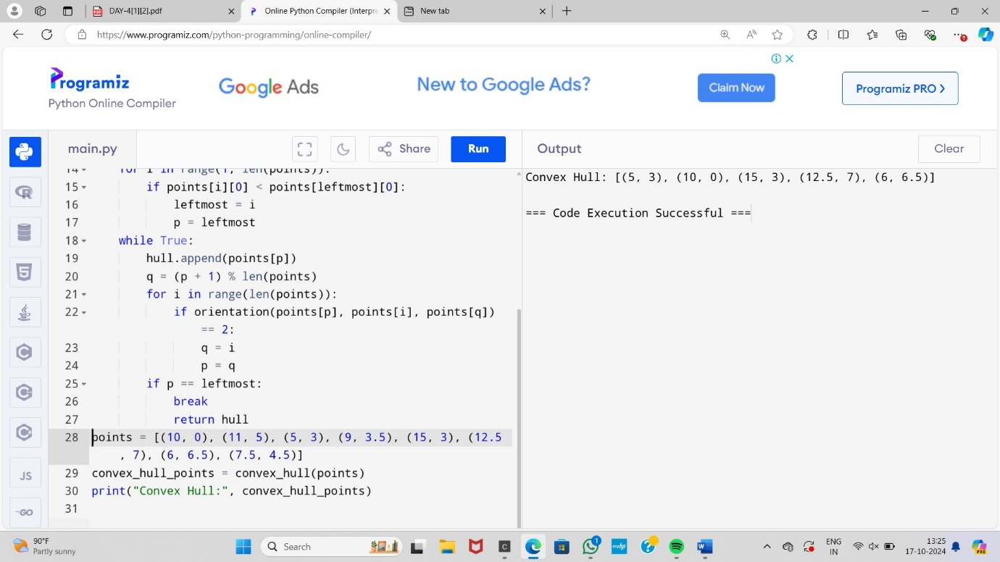 DAY-4[1][2].pdf
Online Python Compiler (Interpre
New tab
https://www.programiz.com/python-programming/online-compiler/
Programiz
Python Online Compiler
Google Ads
New to Google Ads?
Claim Now
Programiz PRO >
main.py
Share
Run
Output
Clear
14 for i in range(1, len(points)):
15 if points[i][0] < points[leftmost][0]:
16 leftmost = i
17 p = leftmost
18 while True:
19 hull.append(points[p])
20 q = (p + 1) % len(points)
21 for i in range(len(points)):
22 if orientation(points[p], points[i], points[q])
== 2:
23 q = i
24 p = q
25 if p == leftmost:
26 break
27 return hull
28 points = [(10, 0), (11, 5), (5, 3), (9, 3.5), (15, 3), (12.5
, 7), (6, 6.5), (7.5, 4.5)]
29 convex_hull_points = convex_hull(points)
30 print("Convex Hull:", convex_hull_points)
31
Convex Hull: [(5, 3), (10, 0), (15, 3), (12.5, 7), (6, 6.5)]
=== Code Execution Successful ===
JS
GO
90°F
Partly sunny
Search
ENG
IN
13:25
17-10-2024